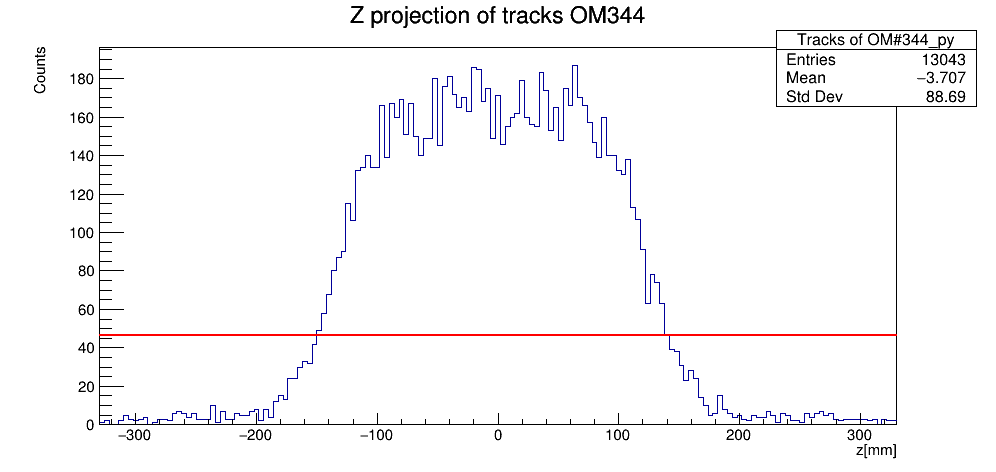 Z projection of tracks OM344
Tracks of OM#344_py
Entries 13043
Mean −3.707
Std Dev 88.69
Counts
180
160
140
120
100
80
60
40
20
0
−300 −200 −100 0 100 200 300
z[mm]